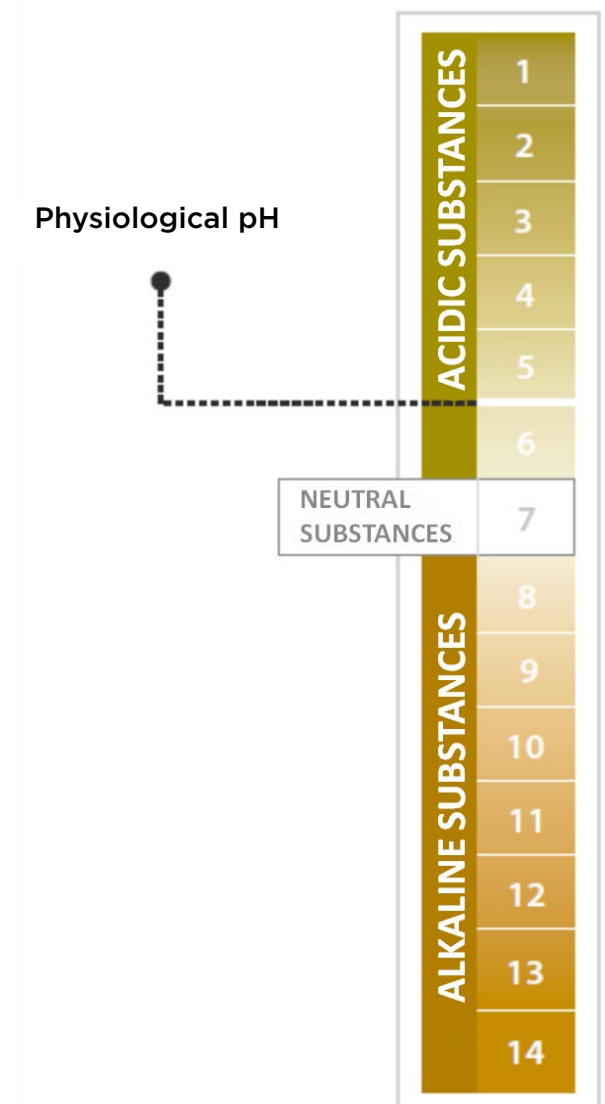 Physiological pH
ACIDIC SUBSTANCES
1
2
3
4
5
6
NEUTRAL
SUBSTANCES
7
ALKALINE SUBSTANCES
8
9
10
11
12
13
14